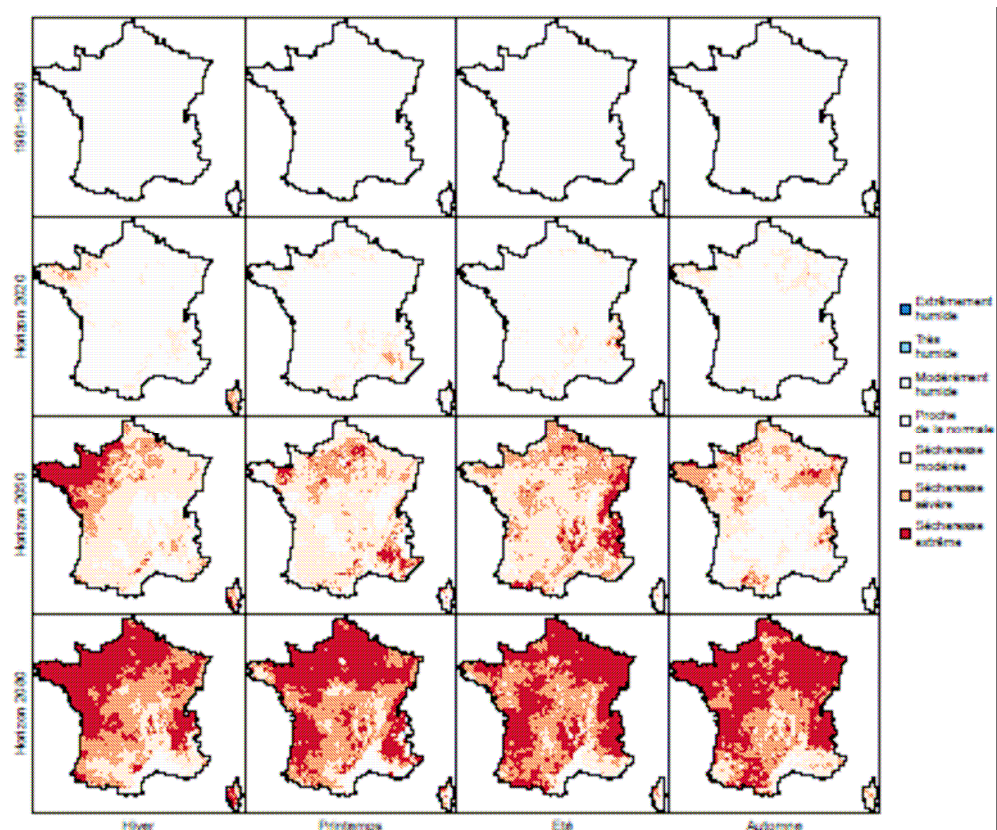 1961-1990
Horizon 2020
Horizon 2050
Horizon 2080
Hiver
Printemps
Eté
Automne
Extrêmement
humide
Très
humide
Modérément
humide
Proche
de la normale
Sécheresse
modérée
Sécheresse
sévère
Sécheresse
extrême